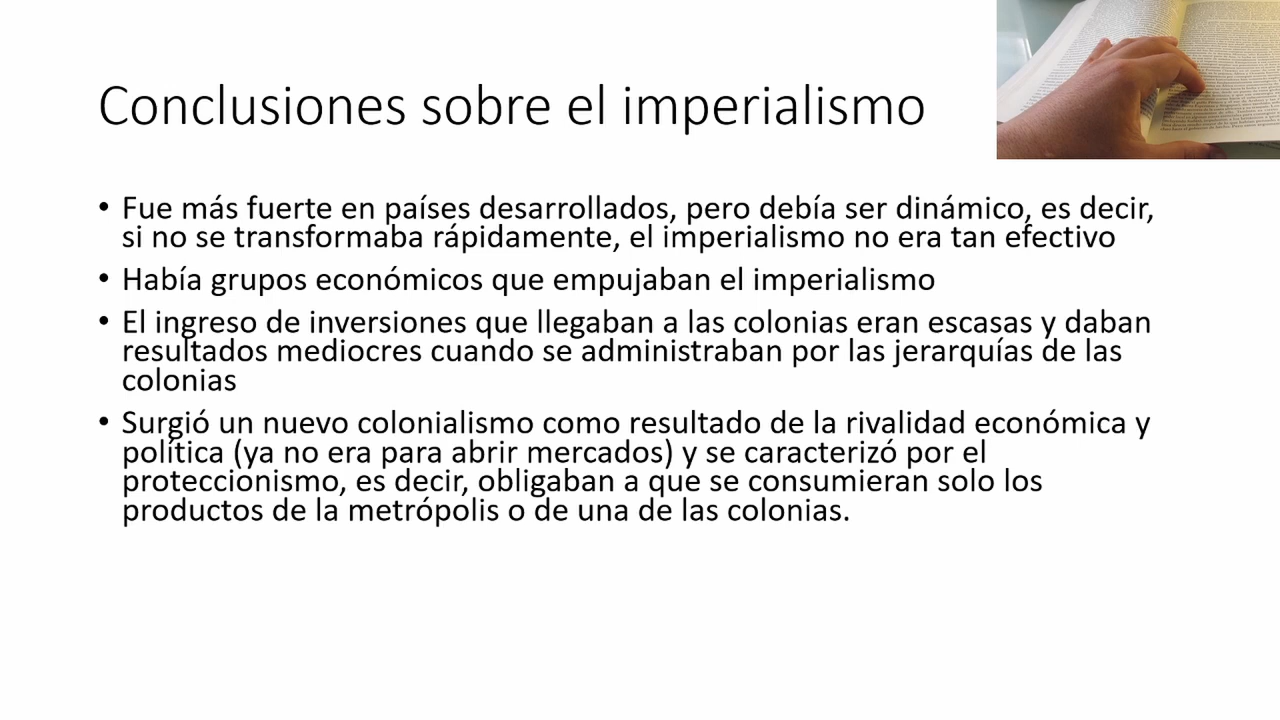 Conclusiones sobre el imperialismo
• Fue más fuerte en países desarrollados, pero debía ser dinámico, es decir,
si no se transformaba rápidamente, el imperialismo no era tan efectivo
• Había grupos económicos que empujaban el imperialismo
• El ingreso de inversiones que llegaban a las colonias eran escasas y daban
resultados mediocres cuando se administraban por las jerarquías de las
colonias
• Surgió un nuevo colonialismo como resultado de la rivalidad económica y
política (ya no era para abrir mercados) y se caracterizó por el
proteccionismo, es decir, obligaban a que se consumieran solo los
productos de la metrópolis o de una de las colonias.